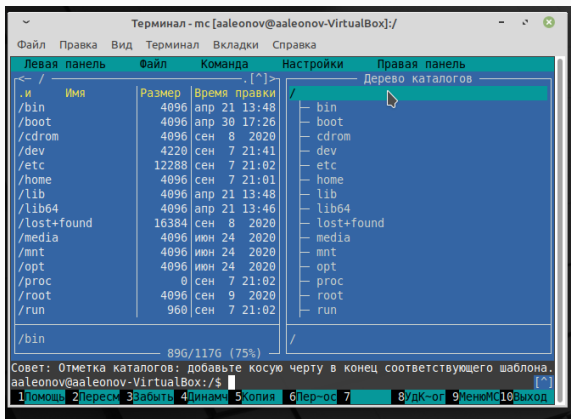 Терминал - mc [aaleonov@aaleonov-VirtualBox]:/
Файл Правка Вид Терминал Вкладки Справка
Левая панель Файл Команда Настройки Правая панель
<- / .[^]> Дерево каталогов
.и Имя Размер Время правки /
/bin 4096 апр 21 13:48 bin
/boot 4096 апр 30 17:26 boot
/cdrom 4096 сен 8 2020 cdrom
/dev 4220 сен 7 21:41 dev
/etc 12288 сен 7 21:02 etc
/home 4096 сен 7 21:01 home
/lib 4096 апр 21 13:48 lib
/lib64 4096 апр 21 13:46 lib64
/lost+found 16384 сен 8 2020 lost+found
/media 4096 июн 24 2020 media
/mnt 4096 июн 24 2020 mnt
/opt 4096 июн 24 2020 opt
/proc 0 сен 7 21:02 proc
/root 4096 сен 9 2020 root
/run 960 сен 7 21:02 run
/bin /
89G/117G (75%)
Совет: Отметка каталогов: добавьте косую черту в конец соответствующего шаблона.
aaleonov@aaleonov-VirtualBox:/$ [^]
1Помощь 2Пересм 3Забыть 4Динамч 5Копия 6Пер~ос 7 8Удк~ог 9МенюMC 10Выход